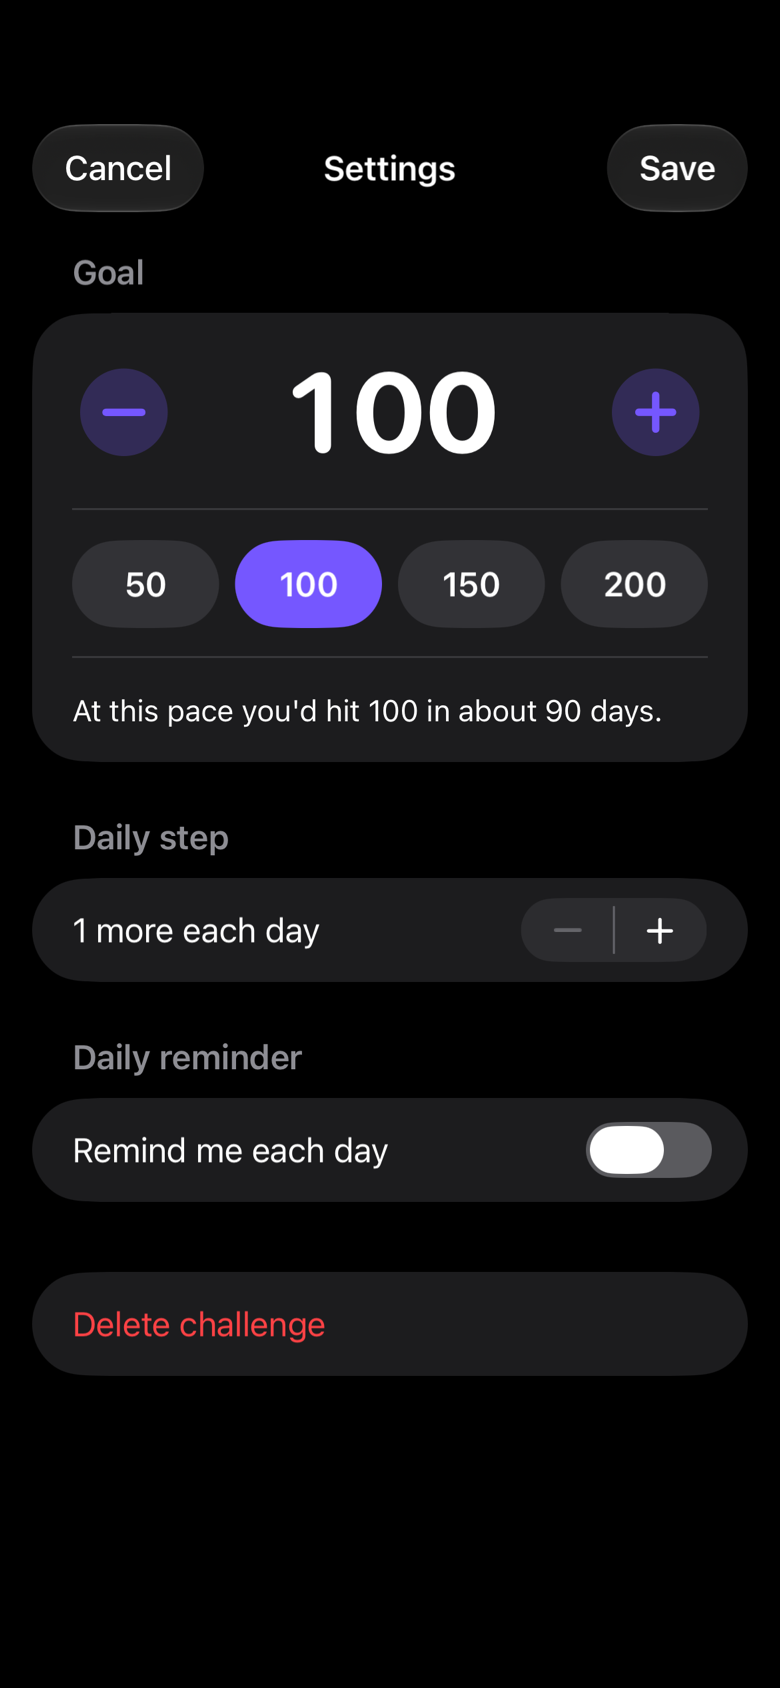 Cancel
Settings
Save
Goal
100
50
100
150
200
At this pace you'd hit 100 in about 90 days.
Daily step
1 more each day
Daily reminder
Remind me each day
Delete challenge